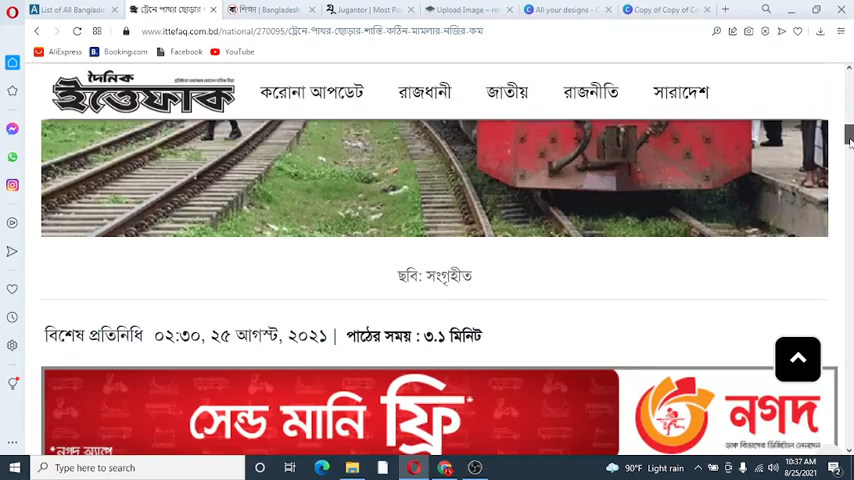 List of All Banglade
ট্রেনে পাথর ছোড়ার
শিক্ষা | Bangladesh
Jugantor | Most Po
Upload Image – re
All your designs - C
Copy of Copy of C
www.ittefaq.com.bd/national/270095/ট্রেনে-পাথর-ছোড়ার-শাস্তি-কঠিন-মামলার-নজির-কম
AliExpress
Booking.com
Facebook
YouTube
দৈনিক
ইত্তেফাক
করোনা আপডেট
রাজধানী
জাতীয়
রাজনীতি
সারাদেশ
ছবি: সংগৃহীত
বিশেষ প্রতিনিধি ০২:৩০, ২৫ আগস্ট, ২০২১ | পাঠের সময় : ৩.১ মিনিট
সেন্ড মানি ফ্রি*
*নগদ অ্যাপে
নগদ
ডাক বিভাগের ডিজিটাল লেনদেন
Type here to search
90°F Light rain
10:37 AM
8/25/2021
2